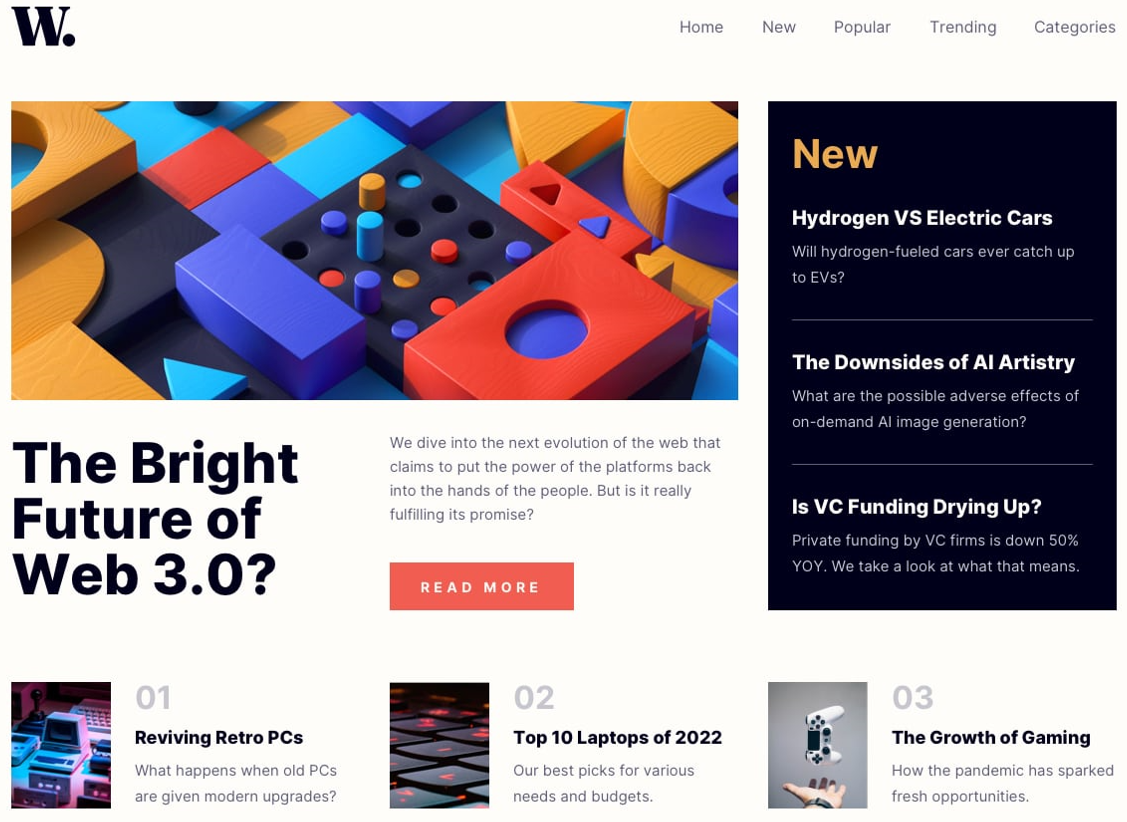 W.
Home New Popular Trending Categories
The Bright
Future of
Web 3.0?
We dive into the next evolution of the web that
claims to put the power of the platforms back
into the hands of the people. But is it really
fulfilling its promise?
READ MORE
New
Hydrogen VS Electric Cars
Will hydrogen-fueled cars ever catch up
to EVs?
The Downsides of AI Artistry
What are the possible adverse effects of
on-demand AI image generation?
Is VC Funding Drying Up?
Private funding by VC firms is down 50%
YOY. We take a look at what that means.
01
Reviving Retro PCs
What happens when old PCs
are given modern upgrades?
02
Top 10 Laptops of 2022
Our best picks for various
needs and budgets.
03
The Growth of Gaming
How the pandemic has sparked
fresh opportunities.